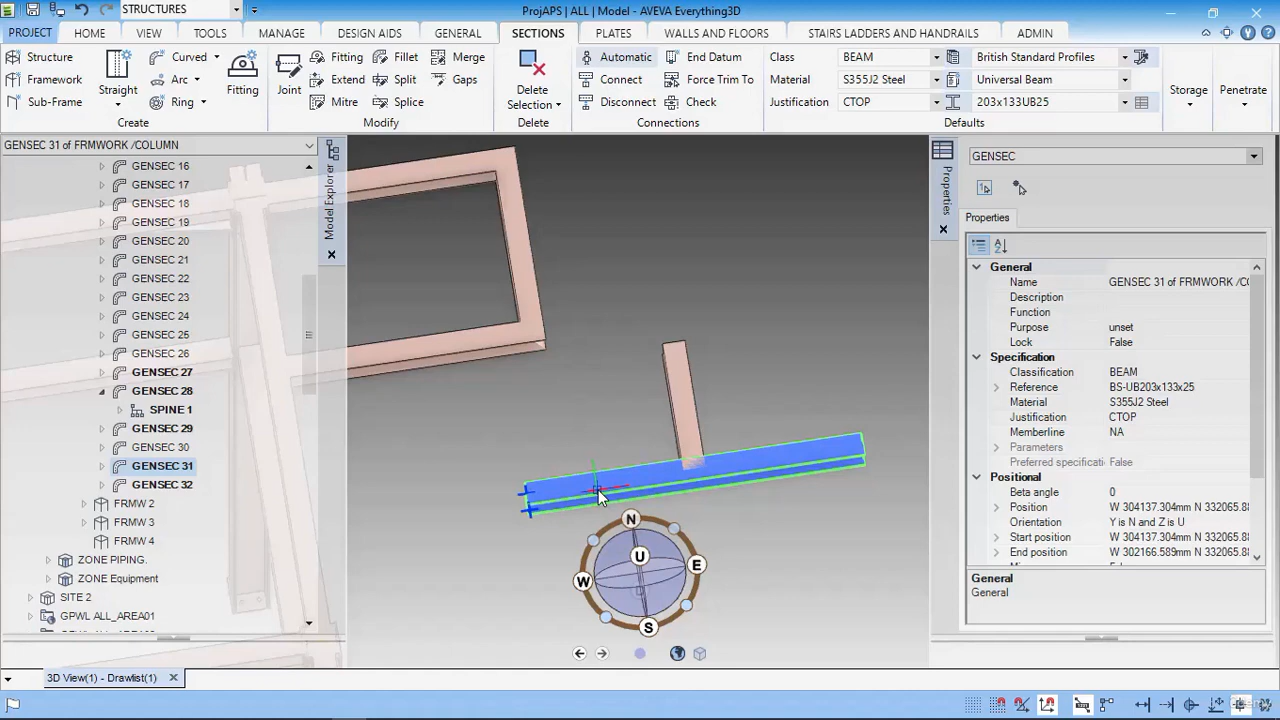 STRUCTURES
ProjAPS | ALL | Model - AVEVA Everything3D
PROJECT HOME VIEW TOOLS MANAGE DESIGN AIDS GENERAL SECTIONS PLATES WALLS AND FLOORS STAIRS LADDERS AND HANDRAILS ADMIN
Structure Curved Fitting Fillet Merge Automatic End Datum Class BEAM British Standard Profiles
Framework Straight Arc Fitting Joint Extend Split Gaps Delete Selection Connect Force Trim To Material S355J2 Steel Universal Beam Storage Penetrate
Sub-Frame Ring Mitre Splice Disconnect Check Justification CTOP 203x133UB25
Create Modify Delete Connections Defaults
GENSEC 31 of FRMWORK /COLUMN
GENSEC 16
GENSEC 17
GENSEC 18
GENSEC 19
GENSEC 20
GENSEC 21
GENSEC 22
GENSEC 23
GENSEC 24
GENSEC 25
GENSEC 26
GENSEC 27
GENSEC 28
SPINE 1
GENSEC 29
GENSEC 30
GENSEC 31
GENSEC 32
FRMW 2
FRMW 3
FRMW 4
ZONE PIPING.
ZONE Equipment
SITE 2
GPWL ALL_AREA01
Model Explorer
N
U
E
W
S
Properties
GENSEC
Properties
General
Name GENSEC 31 of FRMWORK /CO
Description
Function
Purpose unset
Lock False
Specification
Classification BEAM
Reference BS-UB203x133x25
Material S355J2 Steel
Justification CTOP
Memberline NA
Parameters
Preferred specificati False
Positional
Beta angle 0
Position W 304137.304mm N 332065.88
Orientation Y is N and Z is U
Start position W 304137.304mm N 332065.88
End position W 302166.589mm N 332065.88
General
General
3D View(1) - Drawlist(1)